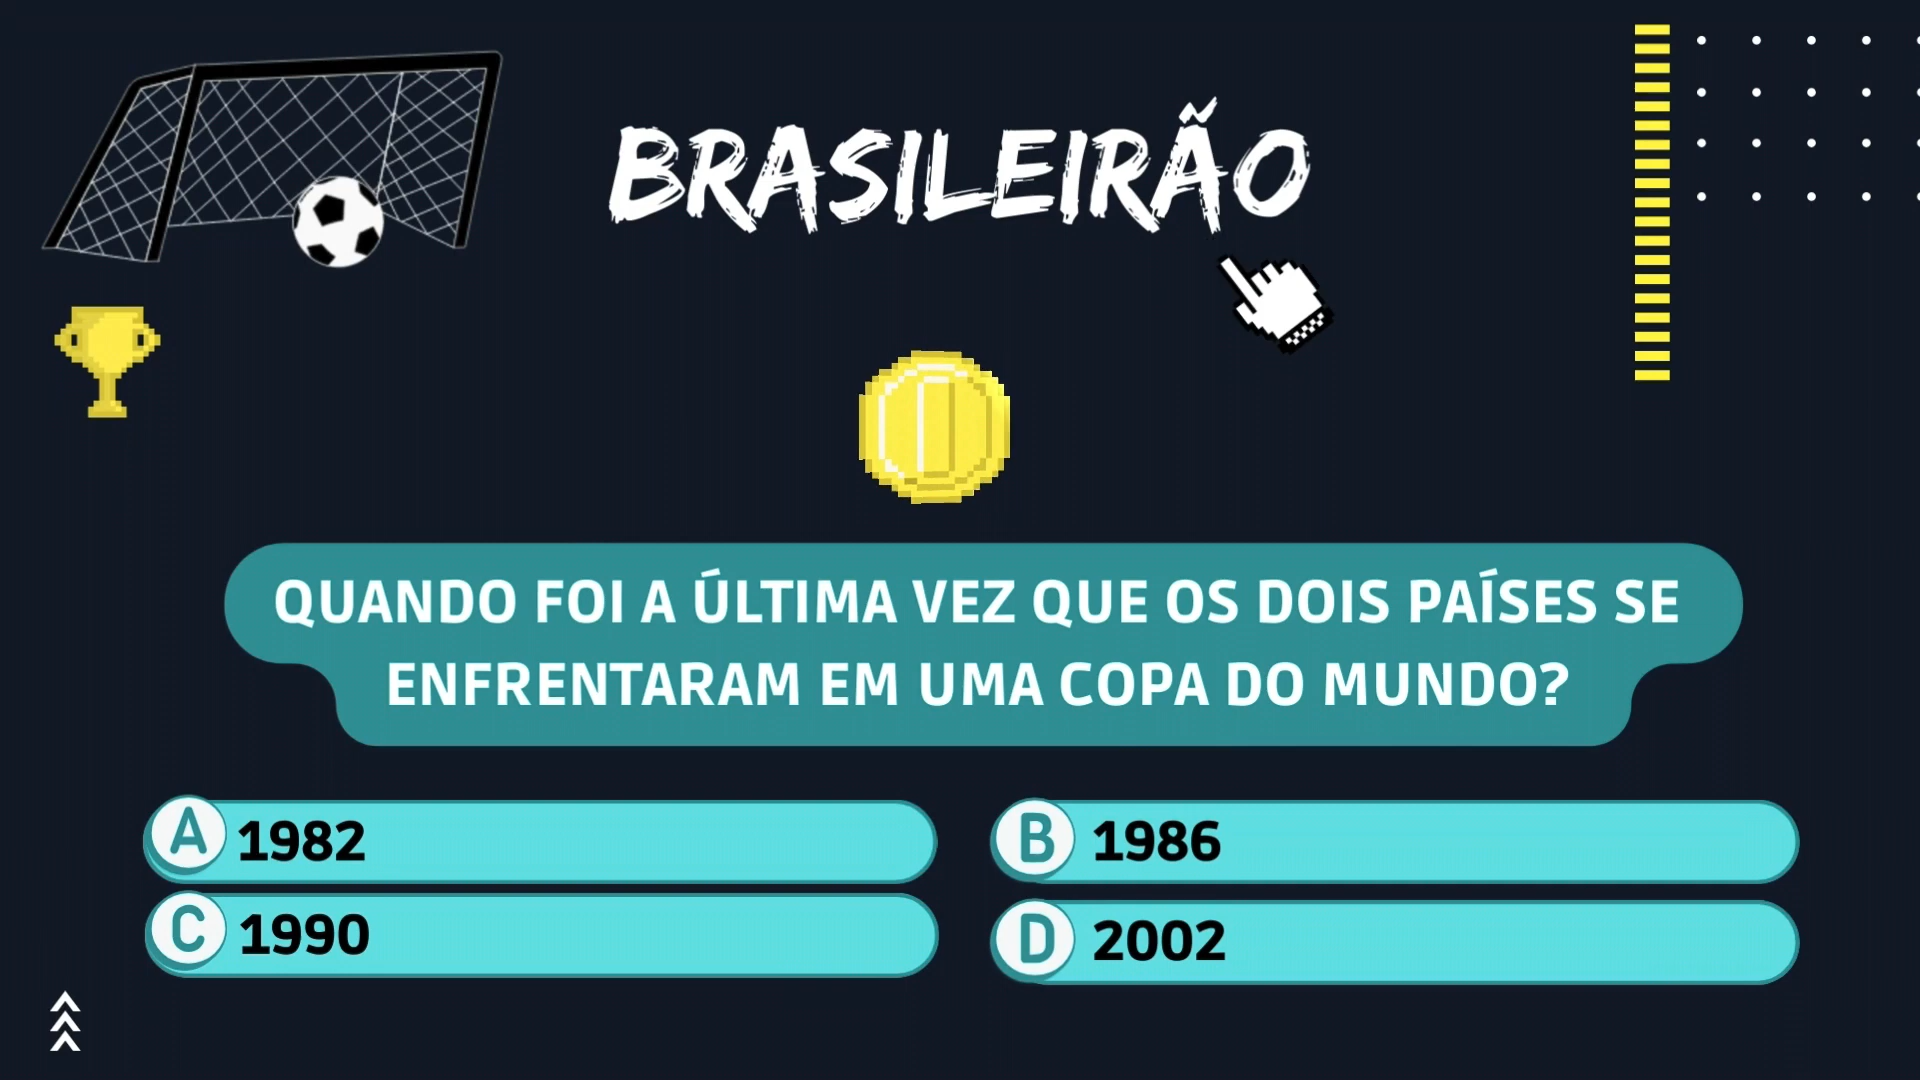 BRASILEIRÃO
QUANDO FOI A ÚLTIMA VEZ QUE OS DOIS PAÍSES SE
ENFRENTARAM EM UMA COPA DO MUNDO?
A 1982
B 1986
C 1990
D 2002